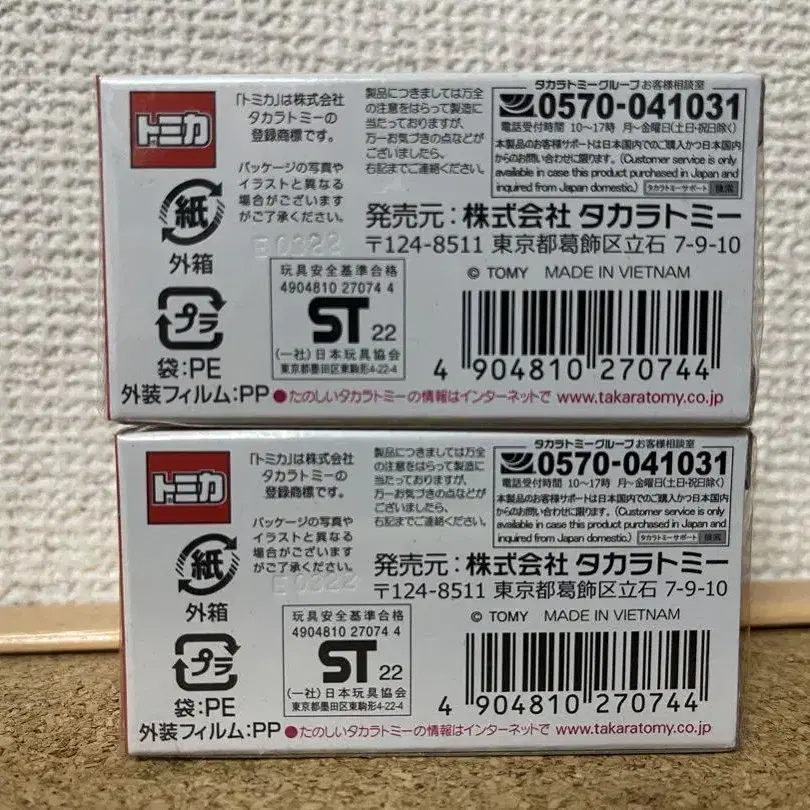 トミカ
「トミカ」は株式会社
タカラトミーの
登録商標です。
パッケージの写真や
イラストと異なる
場合がございます
がご了承ください。
製品につきましては万全
の注意をはらって製造に
当たっておりますが、
万一お気づきの点などが
ございましたら、
右記までご連絡ください。
タカラトミーグループお客様相談室
0570-041031
電話受付時間 10〜17時 月〜金曜日(土日・祝日除く)
本製品のお客様サポートは日本国内でのご購入かつ日本国内
からのお問い合わせに限ります。(Customer service is only
available in case this product purchased in Japan and
inquired from Japan domestic.) タカラトミーサポート 検索
発売元:株式会社 タカラトミー
〒124-8511 東京都葛飾区立石 7-9-10
© TOMY MADE IN VIETNAM
E0322
紙
外箱
プラ
袋:PE
外装フィルム:PP
玩具安全基準合格
4904810 27074 4
ST 22
(一社)日本玩具協会
東京都墨田区東駒形4-22-4
4 904810 270744
●たのしいタカラトミーの情報はインターネットで www.takaratomy.co.jp
トミカ
「トミカ」は株式会社
タカラトミーの
登録商標です。
パッケージの写真や
イラストと異なる
場合がございます
がご了承ください。
製品につきましては万全
の注意をはらって製造に
当たっておりますが、
万一お気づきの点などが
ございましたら、
右記までご連絡ください。
タカラトミーグループお客様相談室
0570-041031
電話受付時間 10〜17時 月〜金曜日(土日・祝日除く)
本製品のお客様サポートは日本国内でのご購入かつ日本国内
からのお問い合わせに限ります。(Customer service is only
available in case this product purchased in Japan and
inquired from Japan domestic.) タカラトミーサポート 検索
発売元:株式会社 タカラトミー
〒124-8511 東京都葛飾区立石 7-9-10
© TOMY MADE IN VIETNAM
E0322
紙
外箱
プラ
袋:PE
外装フィルム:PP
玩具安全基準合格
4904810 27074 4
ST 22
(一社)日本玩具協会
東京都墨田区東駒形4-22-4
4 904810 270744
●たのしいタカラトミーの情報はインターネットで www.takaratomy.co.jp